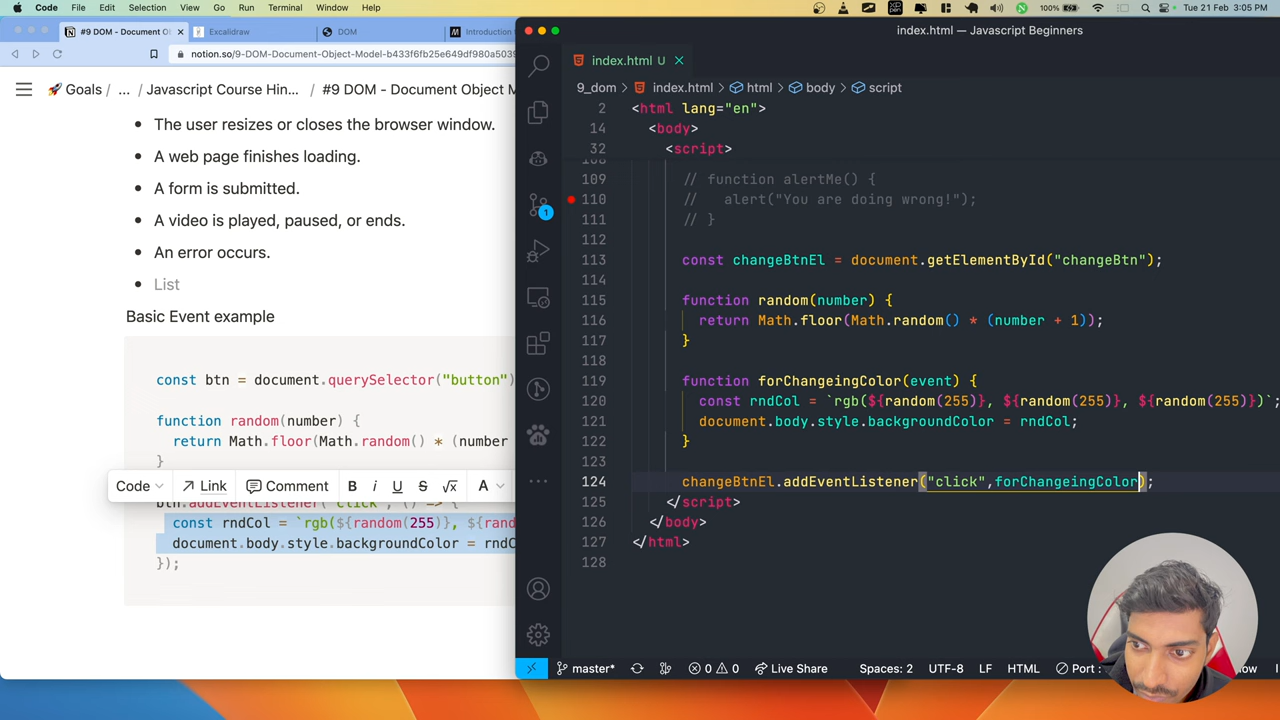 Code File Edit Selection View Go Run Terminal Window Help 100% Tue 21 Feb 3:05 PM
#9 DOM - Document O
Excalidraw
DOM
Introduction
notion.so/9-DOM-Document-Object-Model-b433f6fb25e649df980a5039
🚀 Goals / ... / Javascript Course Hin... / #9 DOM - Document Object M
The user resizes or closes the browser window.
A web page finishes loading.
A form is submitted.
A video is played, paused, or ends.
An error occurs.
List
Basic Event example
const btn = document.querySelector("button")
function random(number) {
return Math.floor(Math.random() * (number
}
Code Link Comment B i U S √x A
const rndCol = `rgb(${random(255)}, ${rand
document.body.style.backgroundColor = rndC
});
index.html — Javascript Beginners
index.html U
9_dom > index.html > html > body > script
2 <html lang="en">
14 <body>
32 <script>
109 // function alertMe() {
110 // alert("You are doing wrong!");
111 // }
112
113 const changeBtnEl = document.getElementById("changeBtn");
114
115 function random(number) {
116 return Math.floor(Math.random() * (number + 1));
117 }
118
119 function forChangeingColor(event) {
120 const rndCol = `rgb(${random(255)}, ${random(255)}, ${random(255)})`;
121 document.body.style.backgroundColor = rndCol;
122 }
123
124 changeBtnEl.addEventListener("click",forChangeingColor);
125 </script>
126 </body>
127 </html>
128
1
master* 0 0 Live Share Spaces: 2 UTF-8 LF HTML Port :